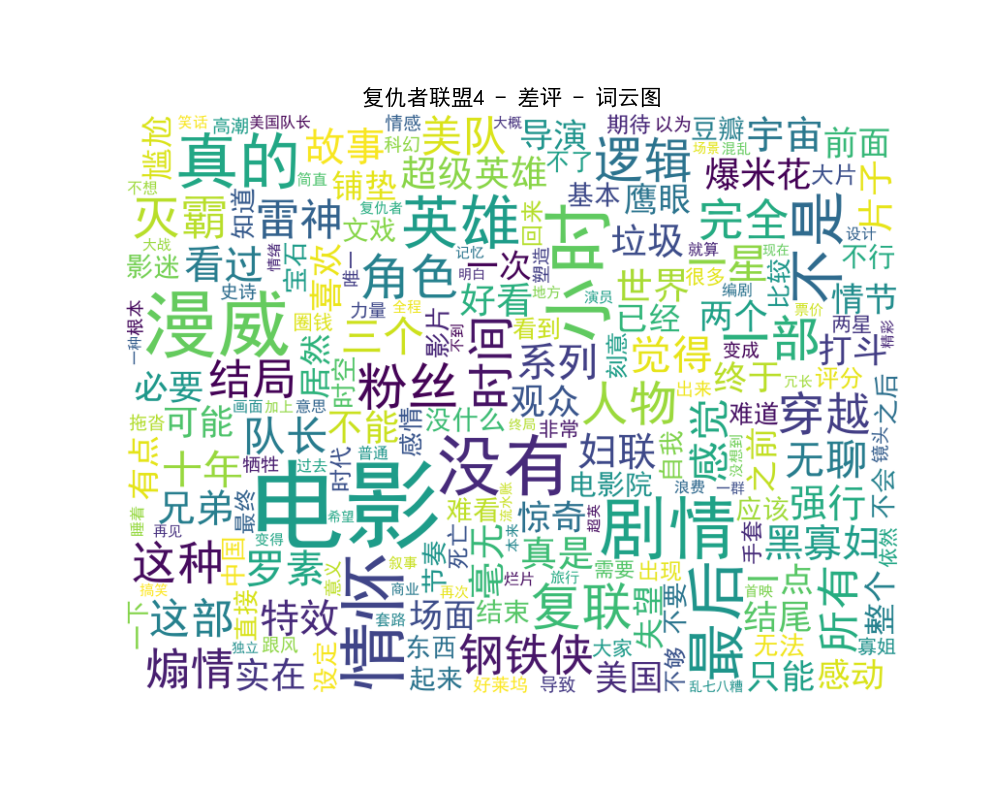 复仇者联盟4 - 差评 - 词云图
尴尬
笑话
高潮
美国队长
真的
故事
情感
科幻
美队
大概
导演
不了
期待
以为
逻辑
豆瓣
场景
混乱
宇宙
前面
爆米花
大片
片子
不想
简直
铺垫
超级英雄
基本
鹰眼
灭霸
知道
雷神
复仇者
文戏
英雄
回来
小时
垃圾
完全
不是
设计
大战
影迷
看过
情绪
宝石
喜欢
唯一
角色
记忆
明白
一次
塑造
就算
一星
现在
比较
不行
史诗
力量
全程
好看
地方
演员
世界
很多
编剧
情节
漫威
圈钱
三个
影片
不到
时间
看到
已经
两个
一部
票价
两星
精彩
一种
根本
结局
居然
时空
粉丝
系列
刻意
觉得
变成
打斗
必要
画面
加上
意思
观众
人物
出来
终于
冗长
评分
镜头
之后
拖沓
可能
队长
不能
感情
没什么
终局
非常
妇联
自我
感觉
没想到
难道
之前
穿越
无聊
有点
十年
牺牲
过去
时代
普通
电影
没有
电影院
浪费
一群
不会
睡着
兄弟
最终
希望
难看
流水账
惊奇
超英
剧情
应该
强行
再见
变得
手套
黑寡妇
依然
这种
中国
罗素
意义
情怀
叙事
节奏
死亡
毫无
本来
真是
烂片
旅行
需要
出现
最后
首映
一点
所有
整个
搞笑
商业
再次
复联
失望
不要
一下
这部
直接
特效
套路
场面
结束
结尾
独立
跟风
东西
钢铁侠
大家
无法
寡姐
煽情
实在
设定
起来
好莱坞
导致
美国
不够
乱七八糟
只能
感动